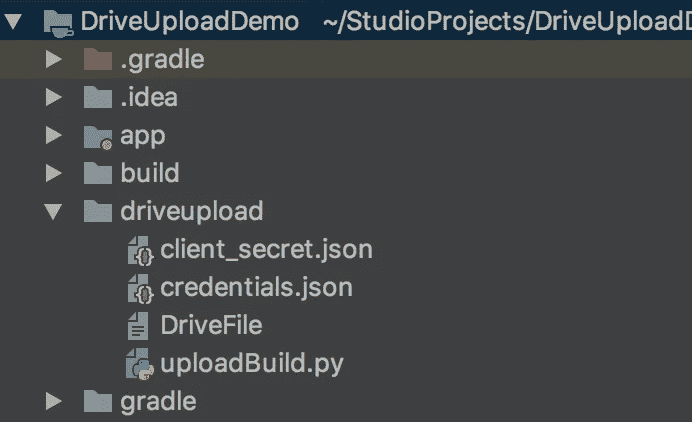 DriveUploadDemo ~/StudioProjects/DriveUploadD
.gradle
.idea
app
build
driveupload
client_secret.json
credentials.json
DriveFile
uploadBuild.py
gradle